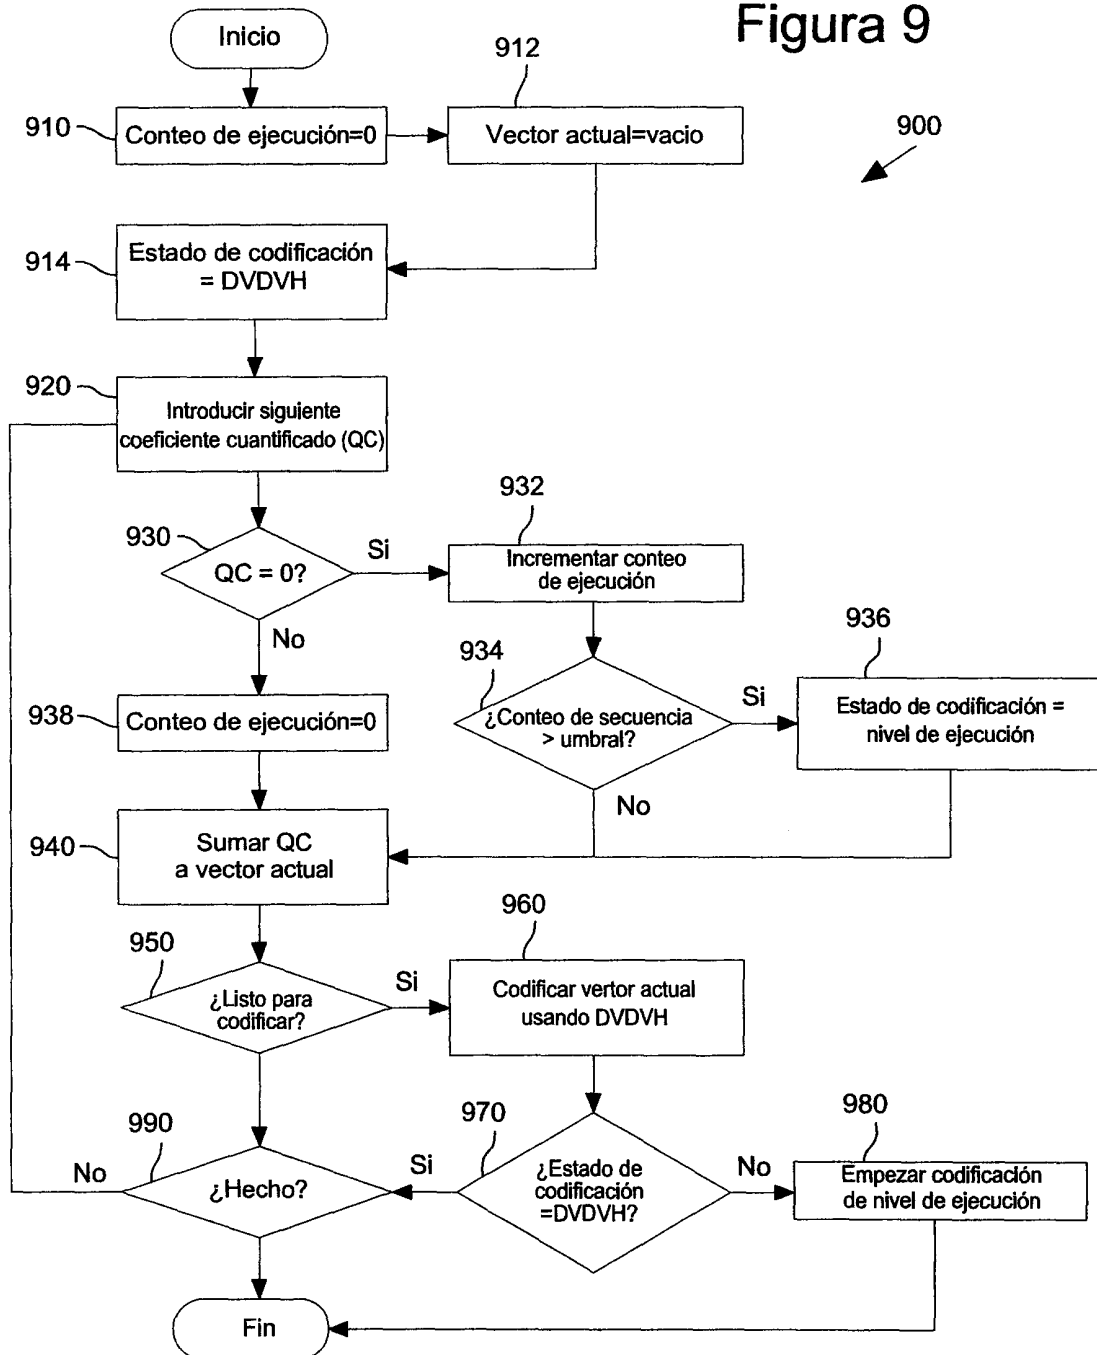 Figura 9
Inicio
912
900
910
Conteo de ejecución=0
Vector actual=vacio
914
Estado de codificación
= DVDVH
920
Introducir siguiente
coeficiente cuantificado (QC)
930
QC = 0?
Si
No
932
Incrementar conteo
de ejecución
934
¿Conteo de secuencia
> umbral?
Si
No
936
Estado de codificación =
nivel de ejecución
938
Conteo de ejecución=0
940
Sumar QC
a vector actual
950
¿Listo para
codificar?
Si
960
Codificar vertor actual
usando DVDVH
970
¿Estado de
codificación
=DVDVH?
Si
No
980
Empezar codificación
de nivel de ejecución
990
¿Hecho?
No
Fin